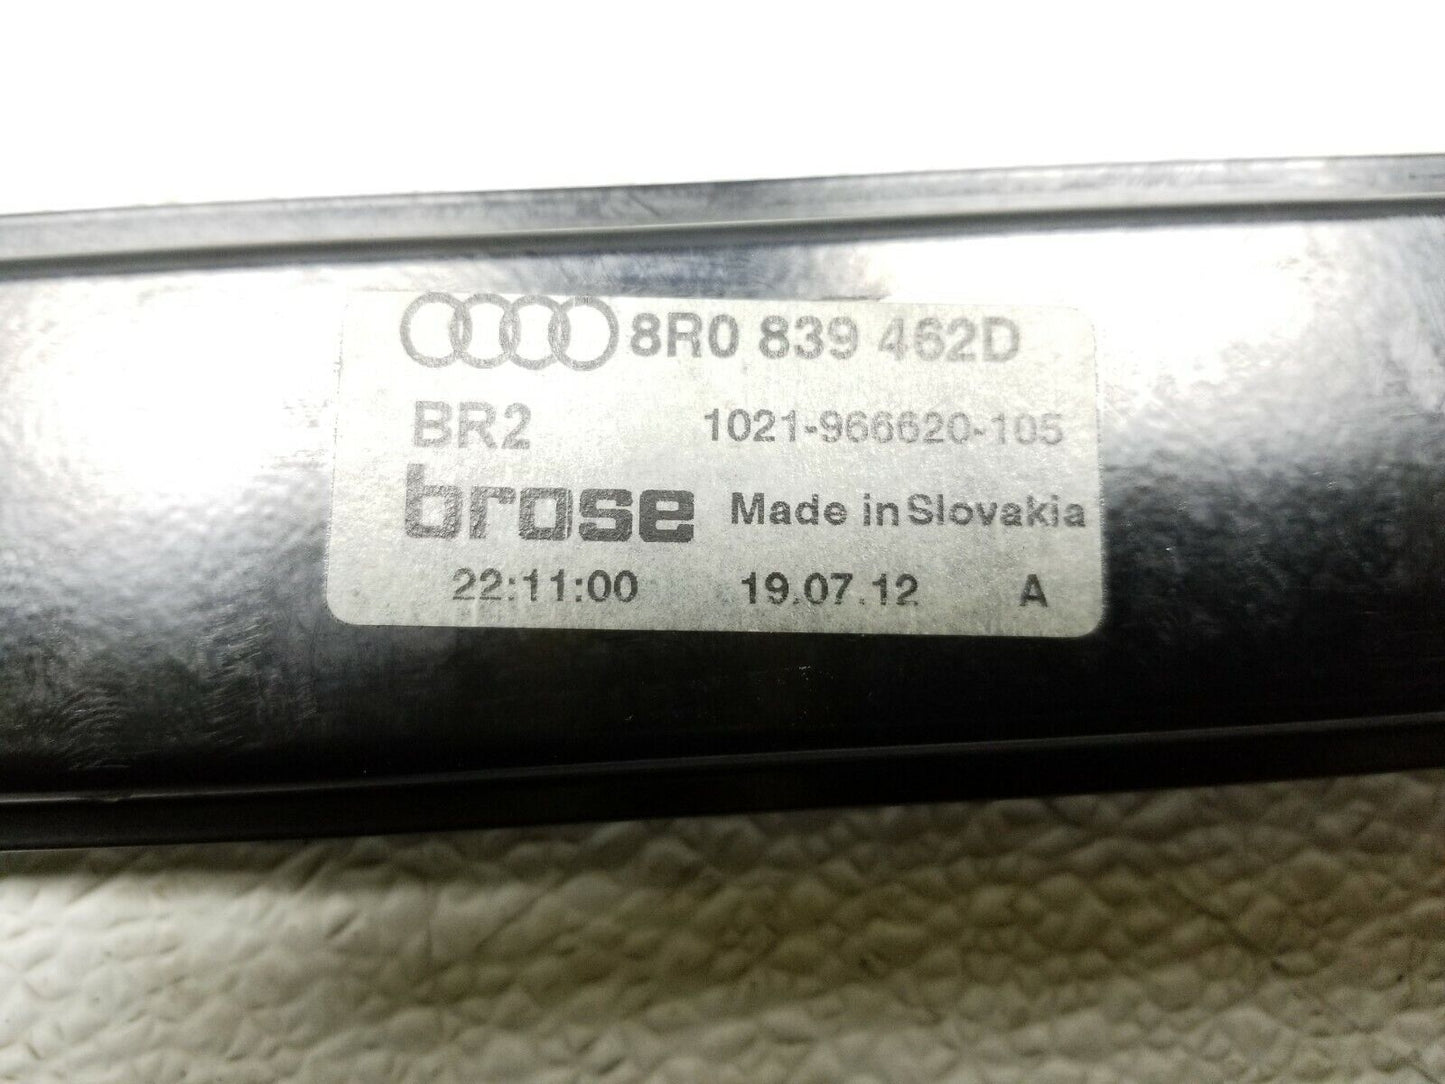 8R0 839 462D
BR2 1021-966620-105
brose Made in Slovakia
22:11:00 19.07.12 A